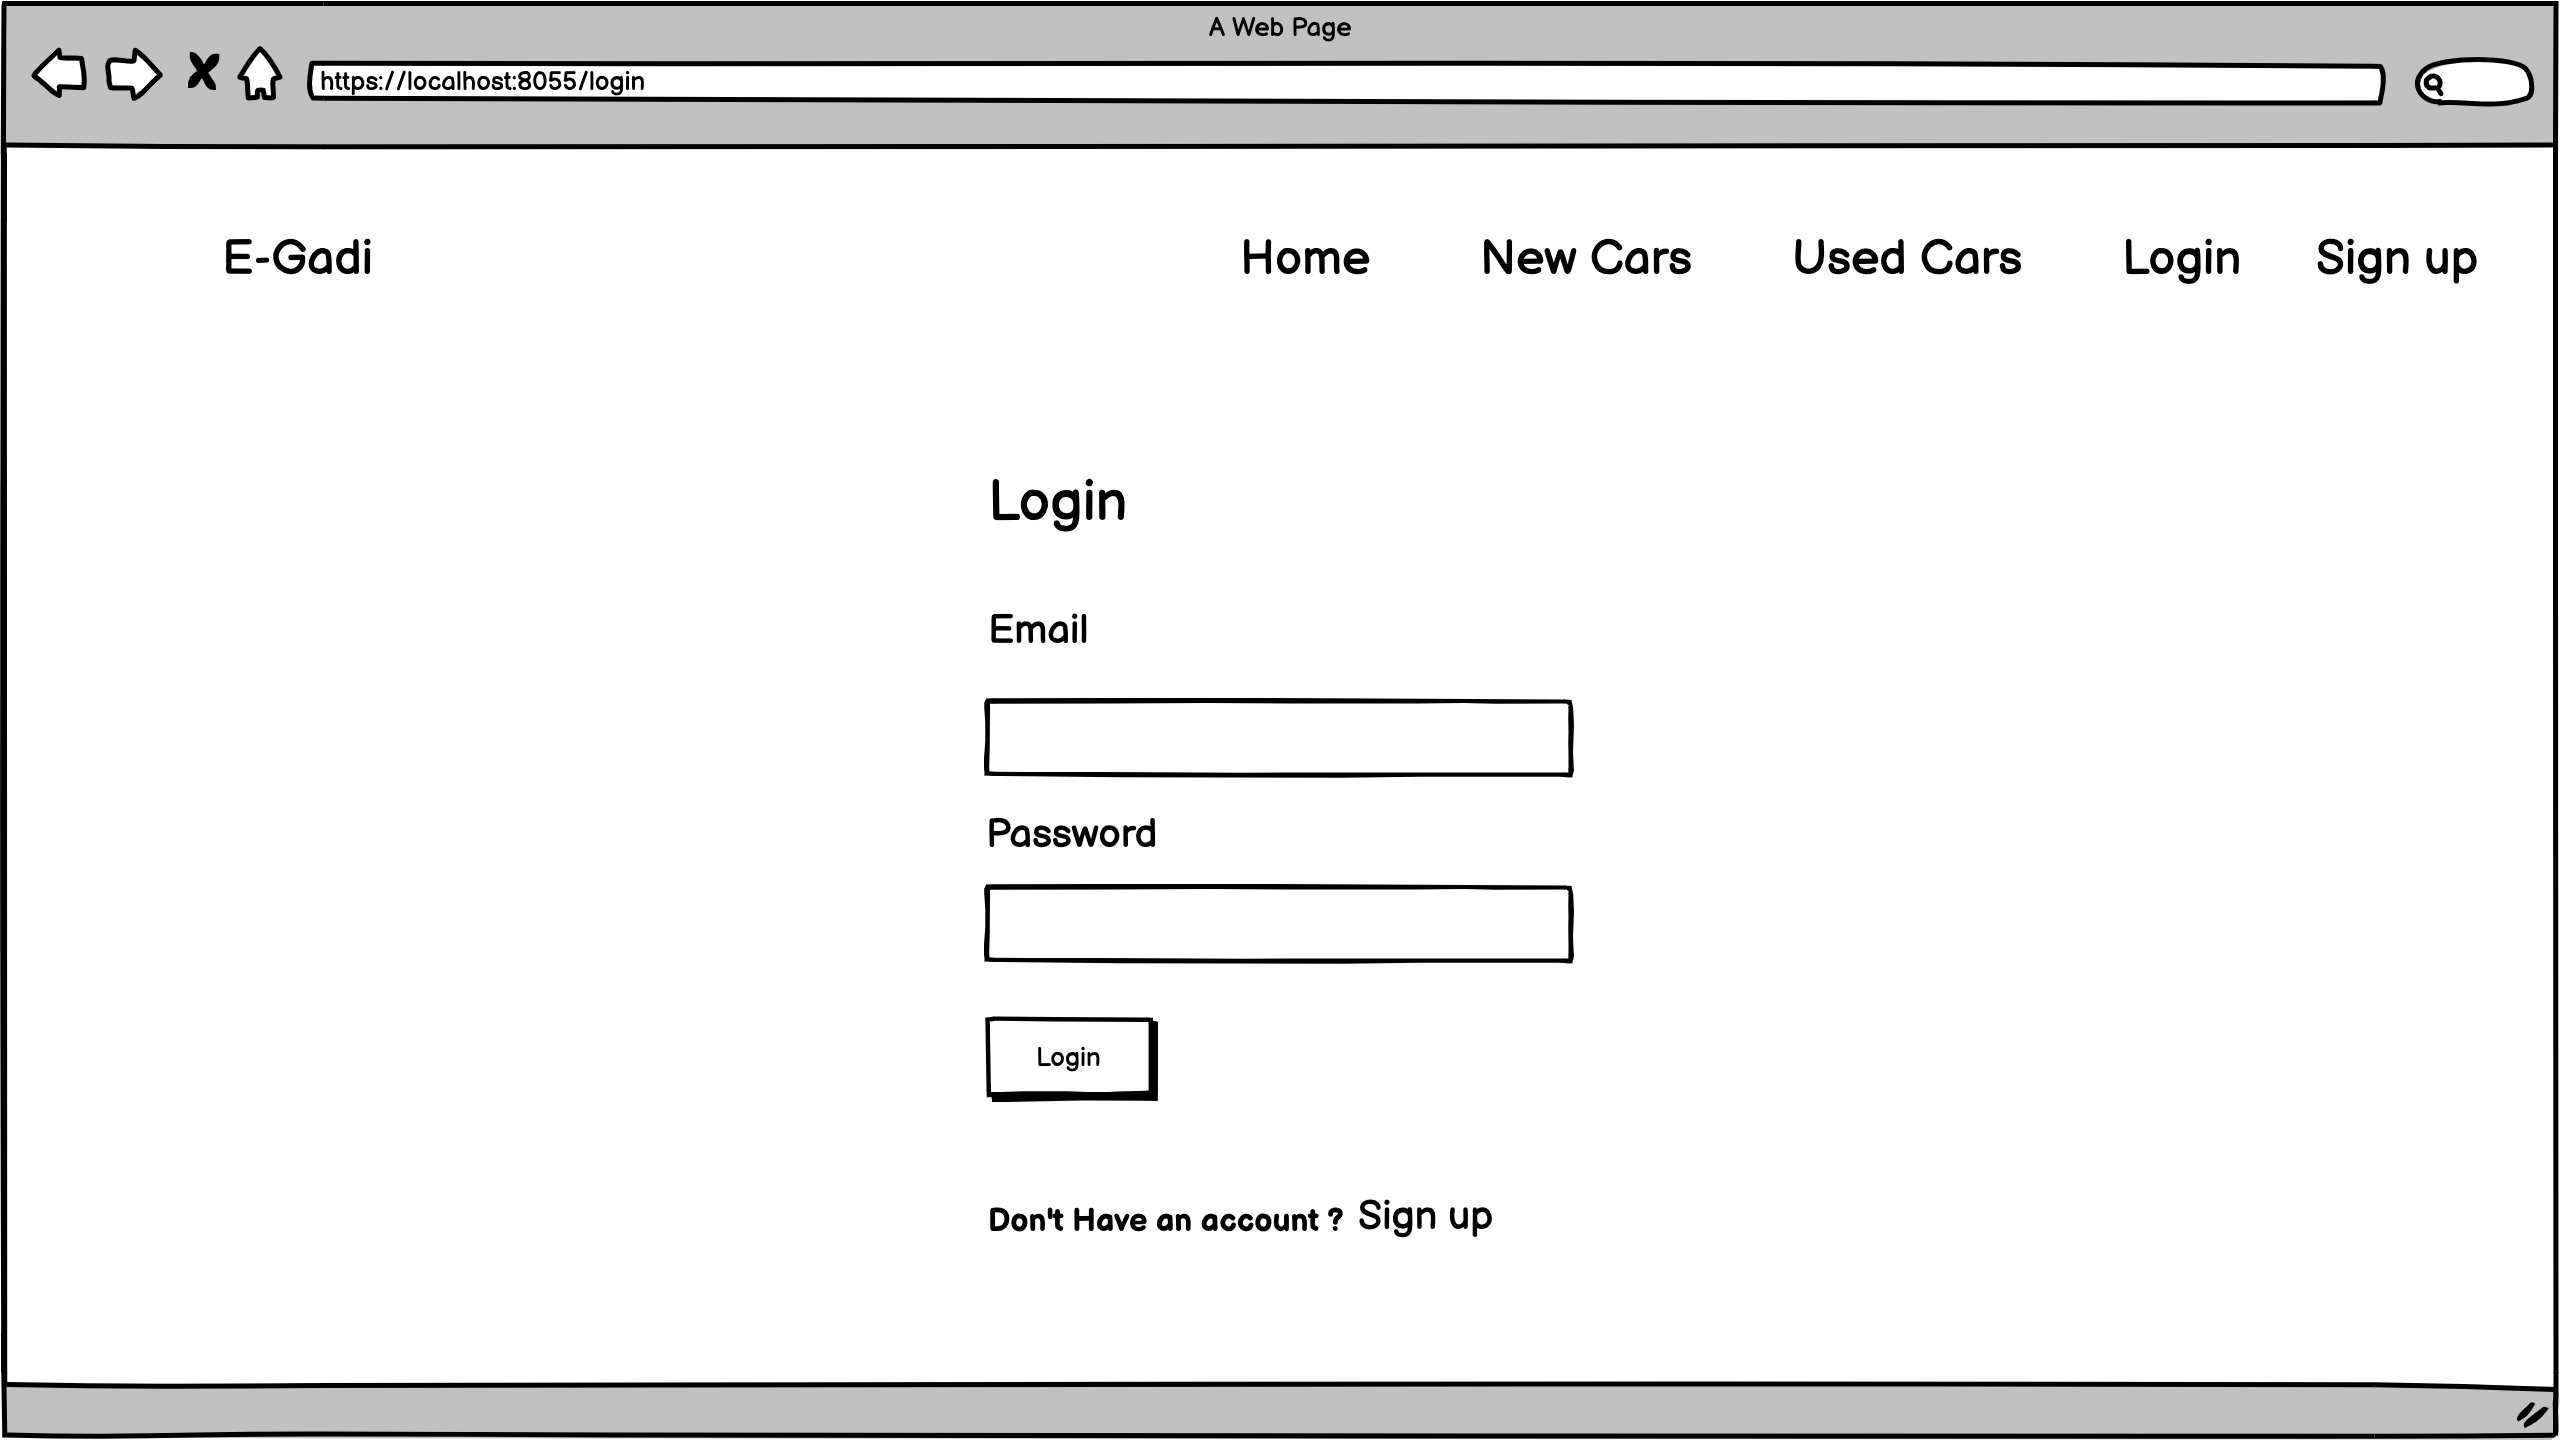 A Web Page
https://localhost:8055/login
E-Gadi Home New Cars Used Cars Login Sign up
Login
Email
Password
Login
Don't Have an account ? Sign up